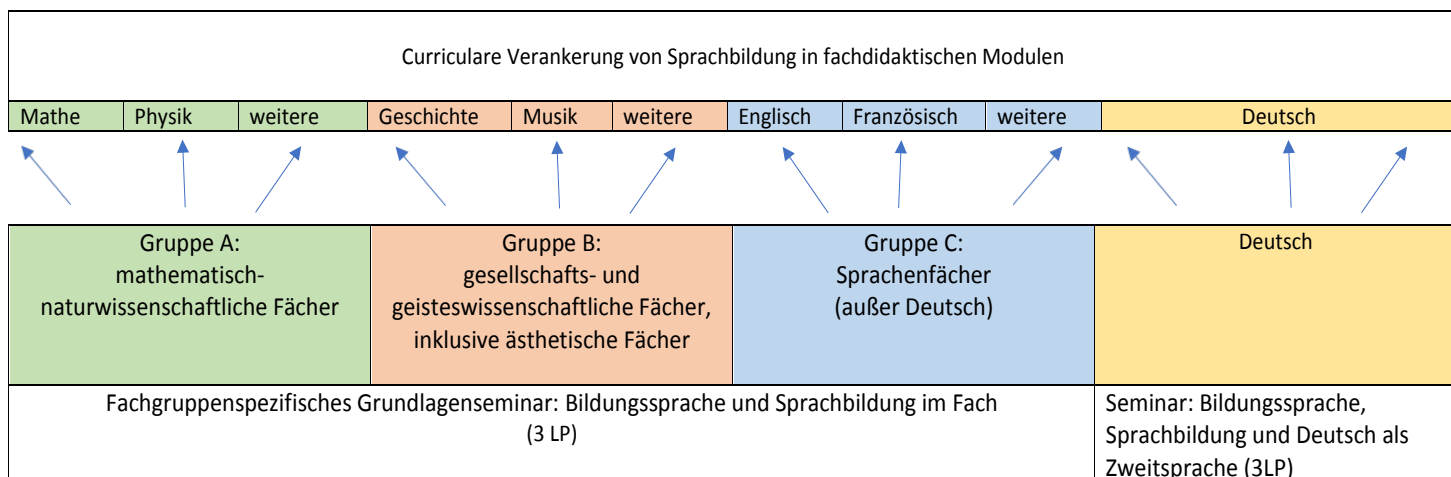 Curriculare Verankerung von Sprachbildung in fachdidaktischen Modulen
Mathe
Physik
weitere
Geschichte
Musik
weitere
Englisch
Französisch
weitere
Deutsch
Gruppe A:
mathematisch-
naturwissenschaftliche Fächer
Gruppe B:
gesellschafts- und
geisteswissenschaftliche Fächer,
inklusive ästhetische Fächer
Gruppe C:
Sprachenfächer
(außer Deutsch)
Deutsch
Fachgruppenspezifisches Grundlagenseminar: Bildungssprache und Sprachbildung im Fach
(3 LP)
Seminar: Bildungssprache,
Sprachbildung und Deutsch als
Zweitsprache (3LP)